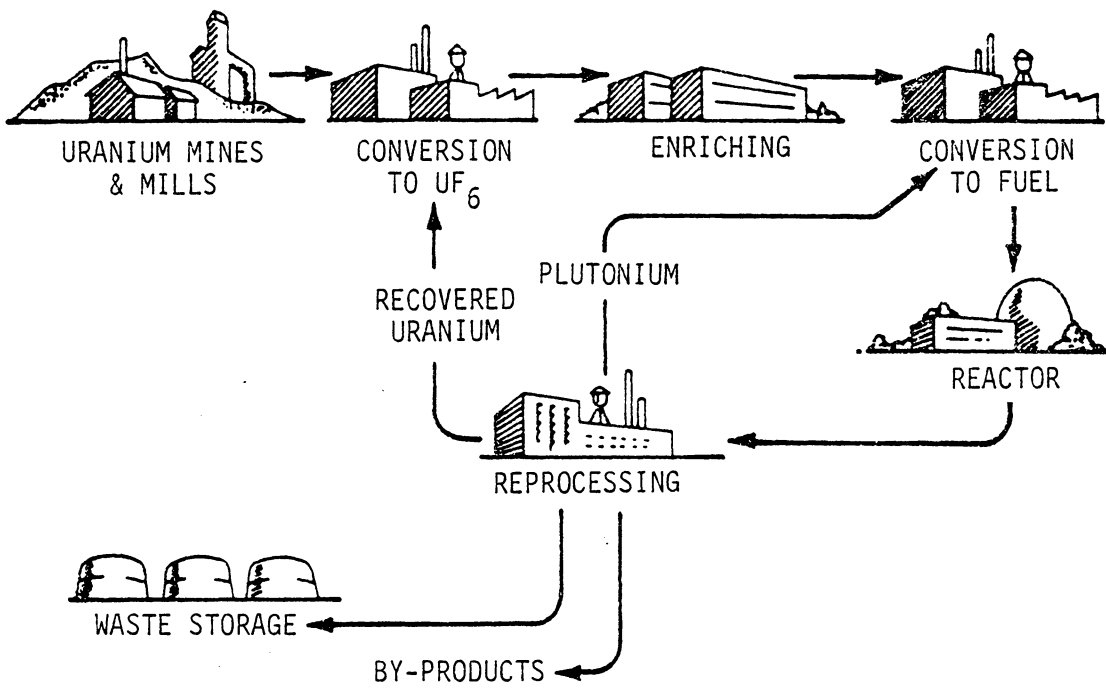 URANIUM MINES
& MILLS
CONVERSION
TO UF6
ENRICHING
CONVERSION
TO FUEL
PLUTONIUM
RECOVERED
URANIUM
REACTOR
REPROCESSING
WASTE STORAGE
BY-PRODUCTS